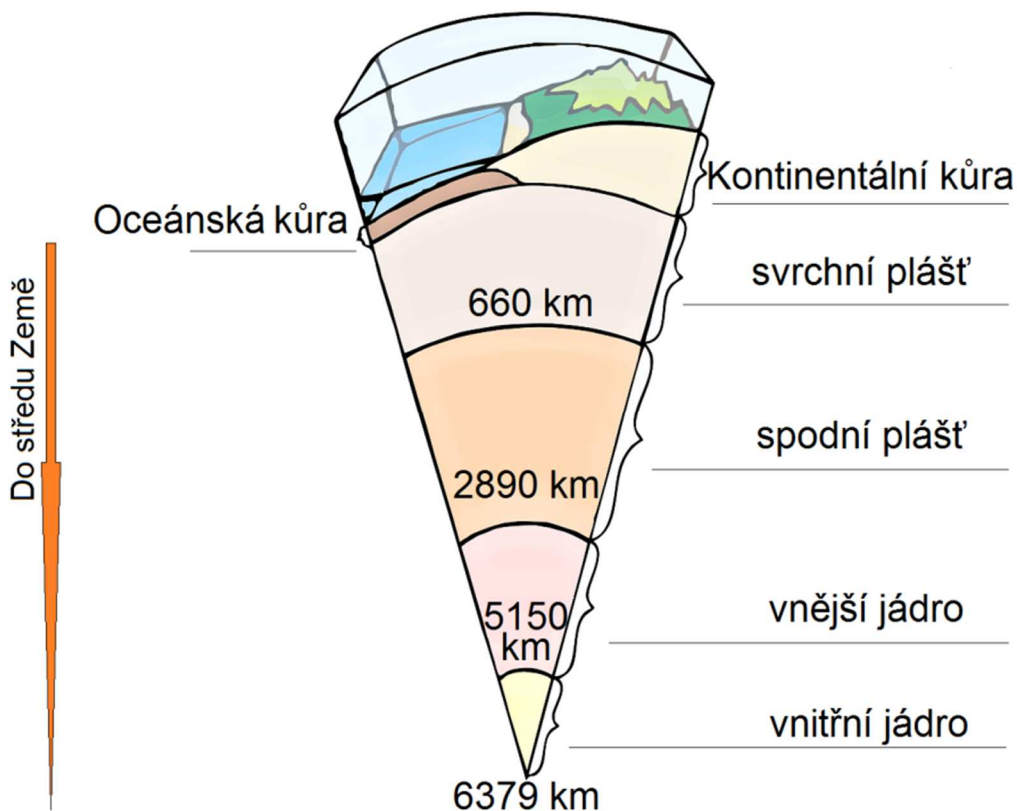 Kontinentální kůra
Oceánská kůra
svrchní plášť
660 km
Do středu Země
spodní plášť
2890 km
vnější jádro
5150
km
vnitřní jádro
6379 km